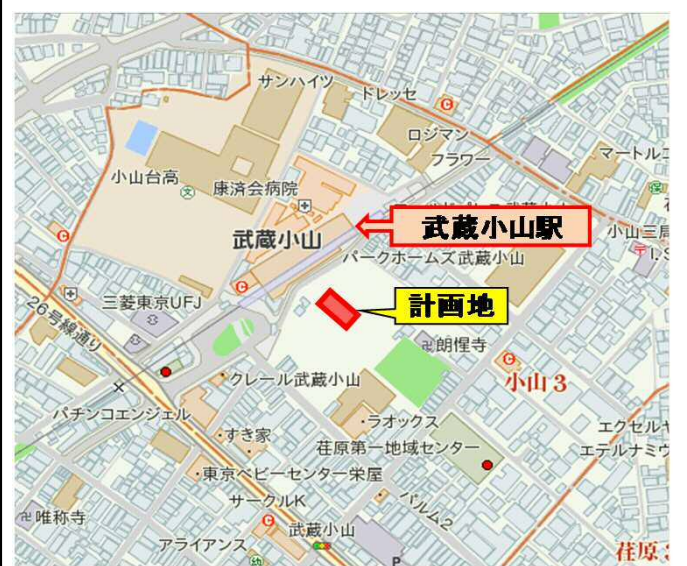 サンハイツ
ドレッセ
ロジマン
フラワー
マートルコ
小山台高
康済会病院
武蔵小山
武蔵小山駅
小山三局
パークホームズ武蔵小山
計画地
三菱東京UFJ
26号線通り
朗惺寺
小山3
クレール武蔵小山
パチンコエンジェル
ラオックス
すき家
荏原第一地域センター
エクセルヤ
エテルナミウ
東京ベビーセンター栄屋
サークルK
パルム2
唯称寺
武蔵小山
アライアンス
P
荏原